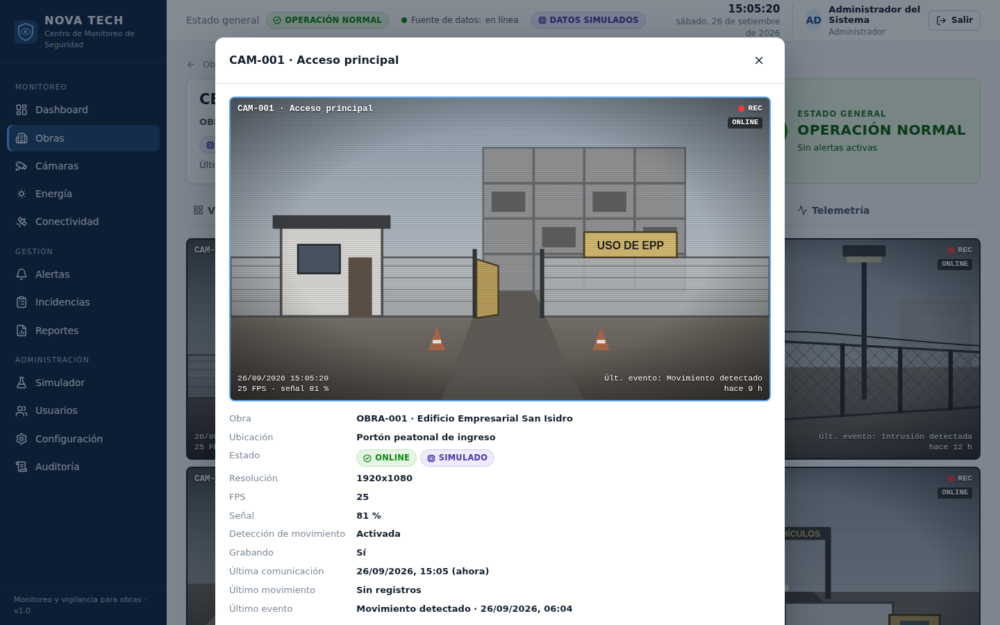 NOVA TECH
Centro de Monitoreo de
Seguridad
MONITOREO
Dashboard
Obras
Cámaras
Energía
Conectividad
GESTIÓN
Alertas
Incidencias
Reportes
ADMINISTRACIÓN
Simulador
Usuarios
Configuración
Auditoría
Monitoreo y vigilancia para obras ·
v1.0
Estado general
OPERACIÓN NORMAL
Fuente de datos: en línea
DATOS SIMULADOS
15:05:20
sábado, 26 de setiembre
de 2026
AD
Administrador del
Sistema
Administrador
Salir
ESTADO GENERAL
OPERACIÓN NORMAL
Sin alertas activas
Telemetría
CAM-001 · Acceso principal
CAM-001 · Acceso principal
REC
ONLINE
USO DE EPP
26/09/2026 15:05:20
25 FPS · señal 81 %
Últ. evento: Movimiento detectado
hace 9 h
Obra
OBRA-001 · Edificio Empresarial San Isidro
Ubicación
Portón peatonal de ingreso
Estado
ONLINE
SIMULADO
Resolución
1920x1080
FPS
25
Señal
81 %
Detección de movimiento
Activada
Grabando
Sí
Última comunicación
26/09/2026, 15:05 (ahora)
Último movimiento
Sin registros
Último evento
Movimiento detectado · 26/09/2026, 06:04
REC
ONLINE
Últ. evento: Intrusión detectada
hace 12 h
REC
ONLINE